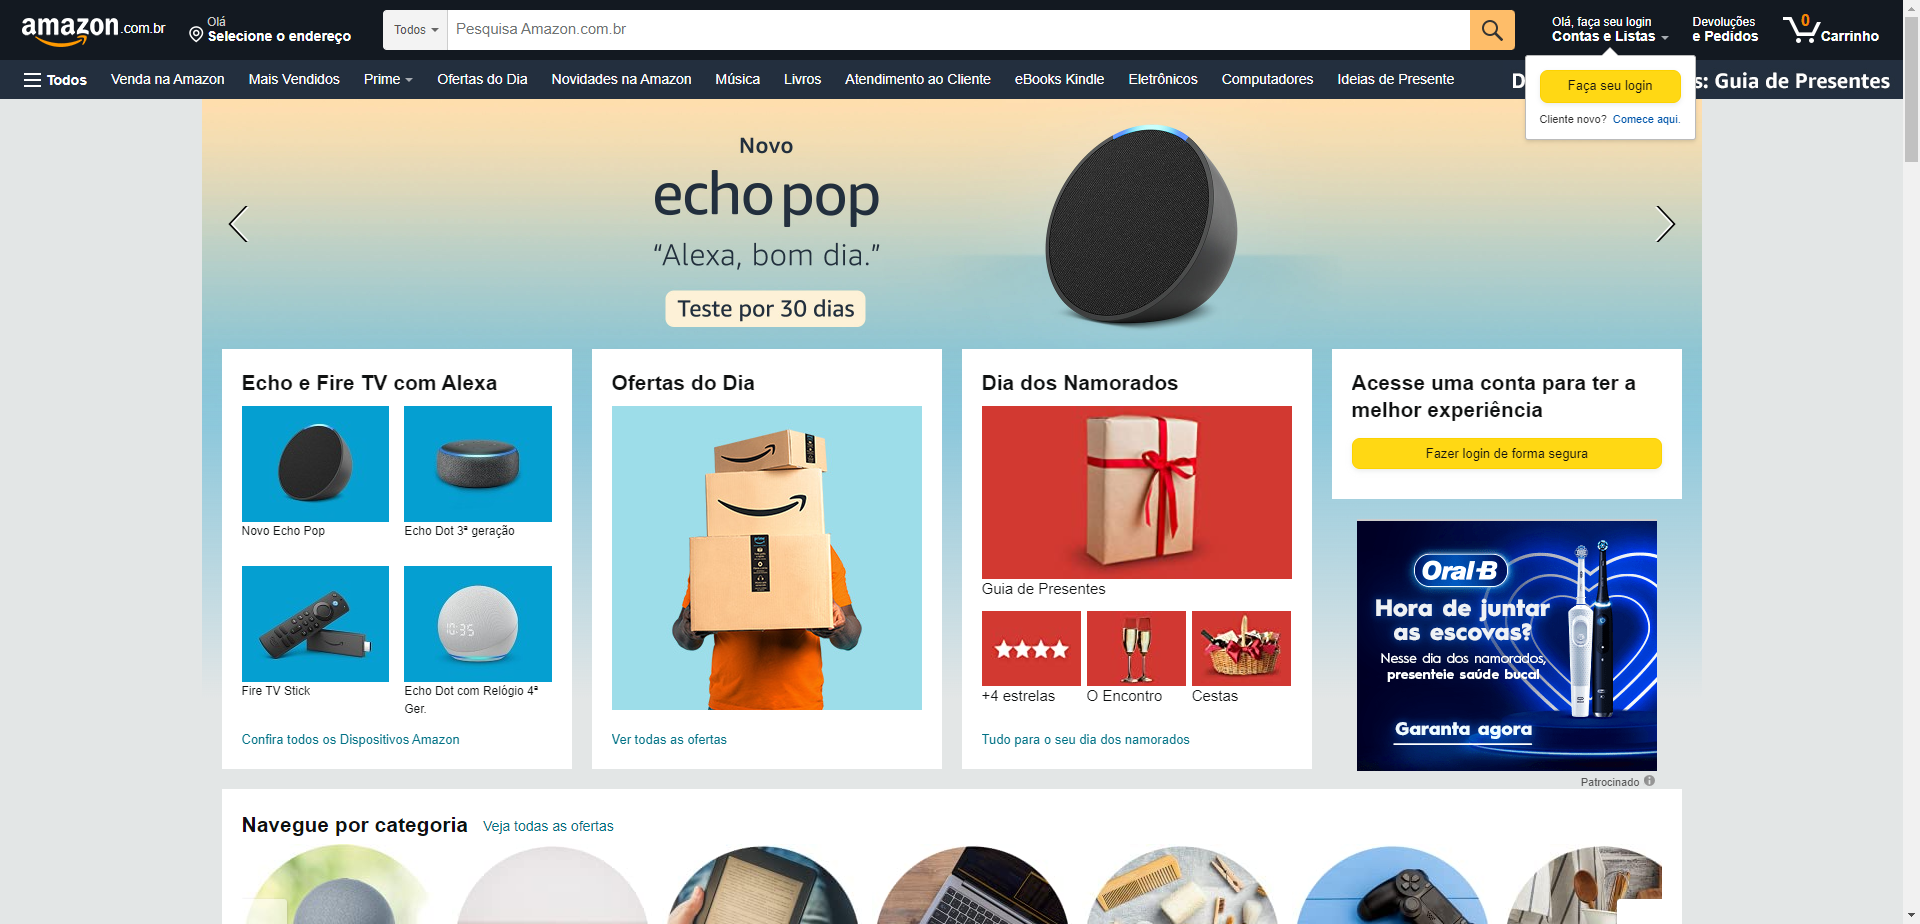 amazon.com.br
Olá
Selecione o endereço
Todos
Pesquisa Amazon.com.br
Olá, faça seu login
Contas e Listas
Devoluções
e Pedidos
0
Carrinho
Todos
Venda na Amazon
Mais Vendidos
Prime
Ofertas do Dia
Novidades na Amazon
Música
Livros
Atendimento ao Cliente
eBooks Kindle
Eletrônicos
Computadores
Ideias de Presente
s: Guia de Presentes
Faça seu login
Cliente novo? Comece aqui.
Novo
echo pop
“Alexa, bom dia.”
Teste por 30 dias
Echo e Fire TV com Alexa
Novo Echo Pop
Echo Dot 3ª geração
10:35
Fire TV Stick
Echo Dot com Relógio 4ª
Ger.
Confira todos os Dispositivos Amazon
Ofertas do Dia
prime
Ver todas as ofertas
Dia dos Namorados
Guia de Presentes
+4 estrelas
O Encontro
Cestas
Tudo para o seu dia dos namorados
Acesse uma conta para ter a
melhor experiência
Fazer login de forma segura
Oral-B
Hora de juntar
as escovas?
Nesse dia dos namorados,
presenteie saúde bucal
Garanta agora
Patrocinado
Navegue por categoria
Veja todas as ofertas